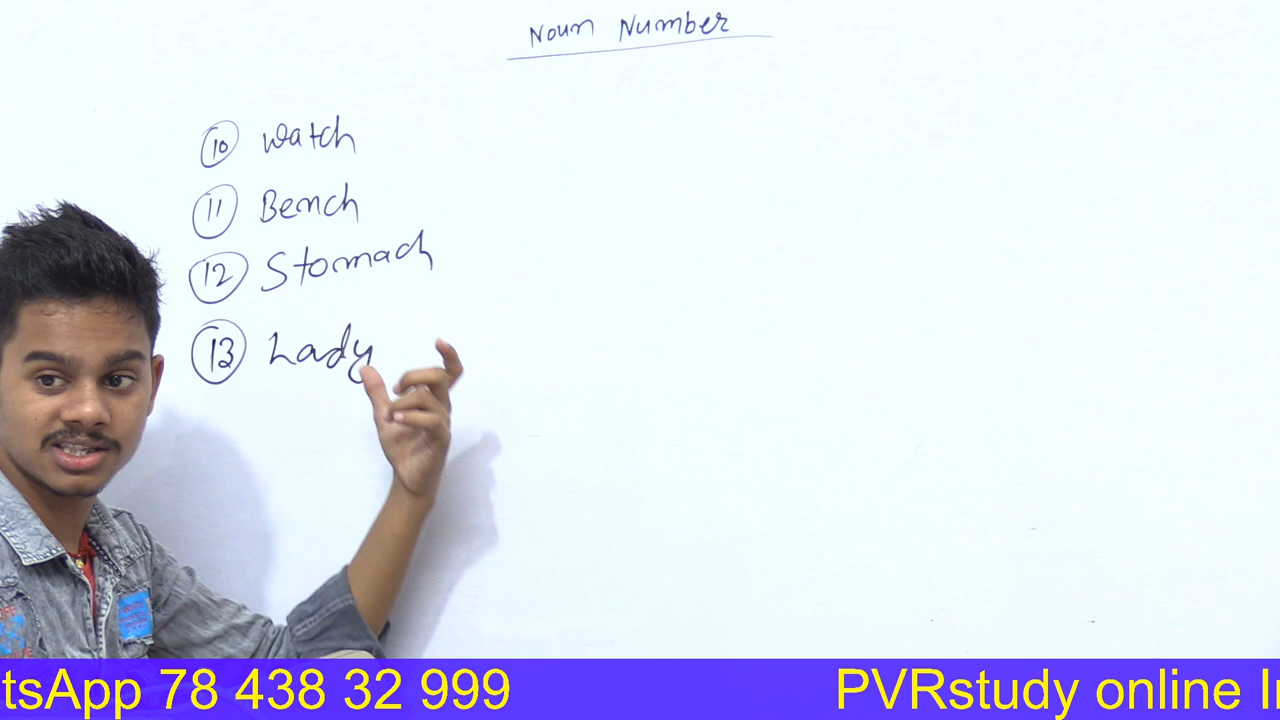 Noun Number
10 Watch
11 Bench
12 Stomach
13 Lady
tsApp 78 438 32 999 PVRstudy online I